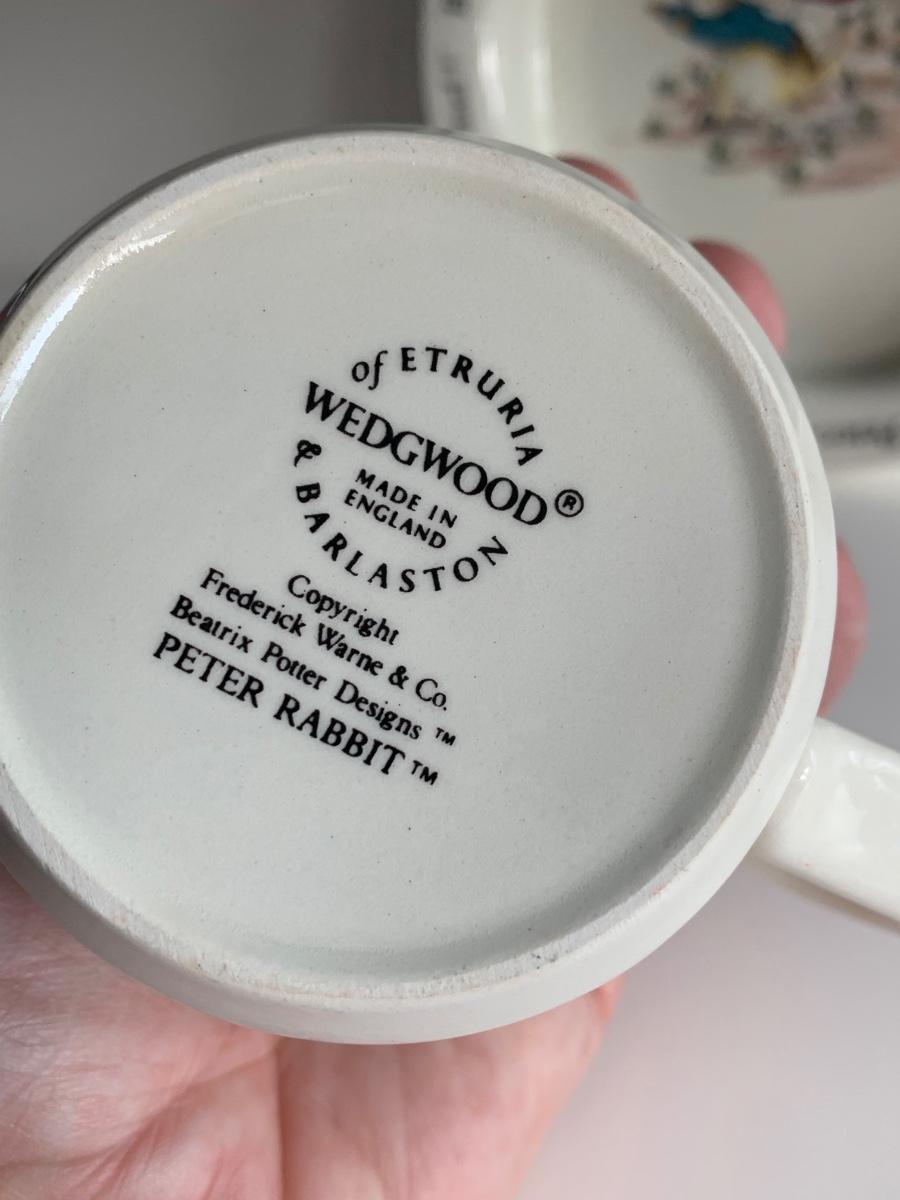 of ETRURIA
WEDGWOOD®
MADE IN
ENGLAND
& BARLASTON
Copyright
Frederick Warne & Co.
Beatrix Potter Designs ™
PETER RABBIT ™